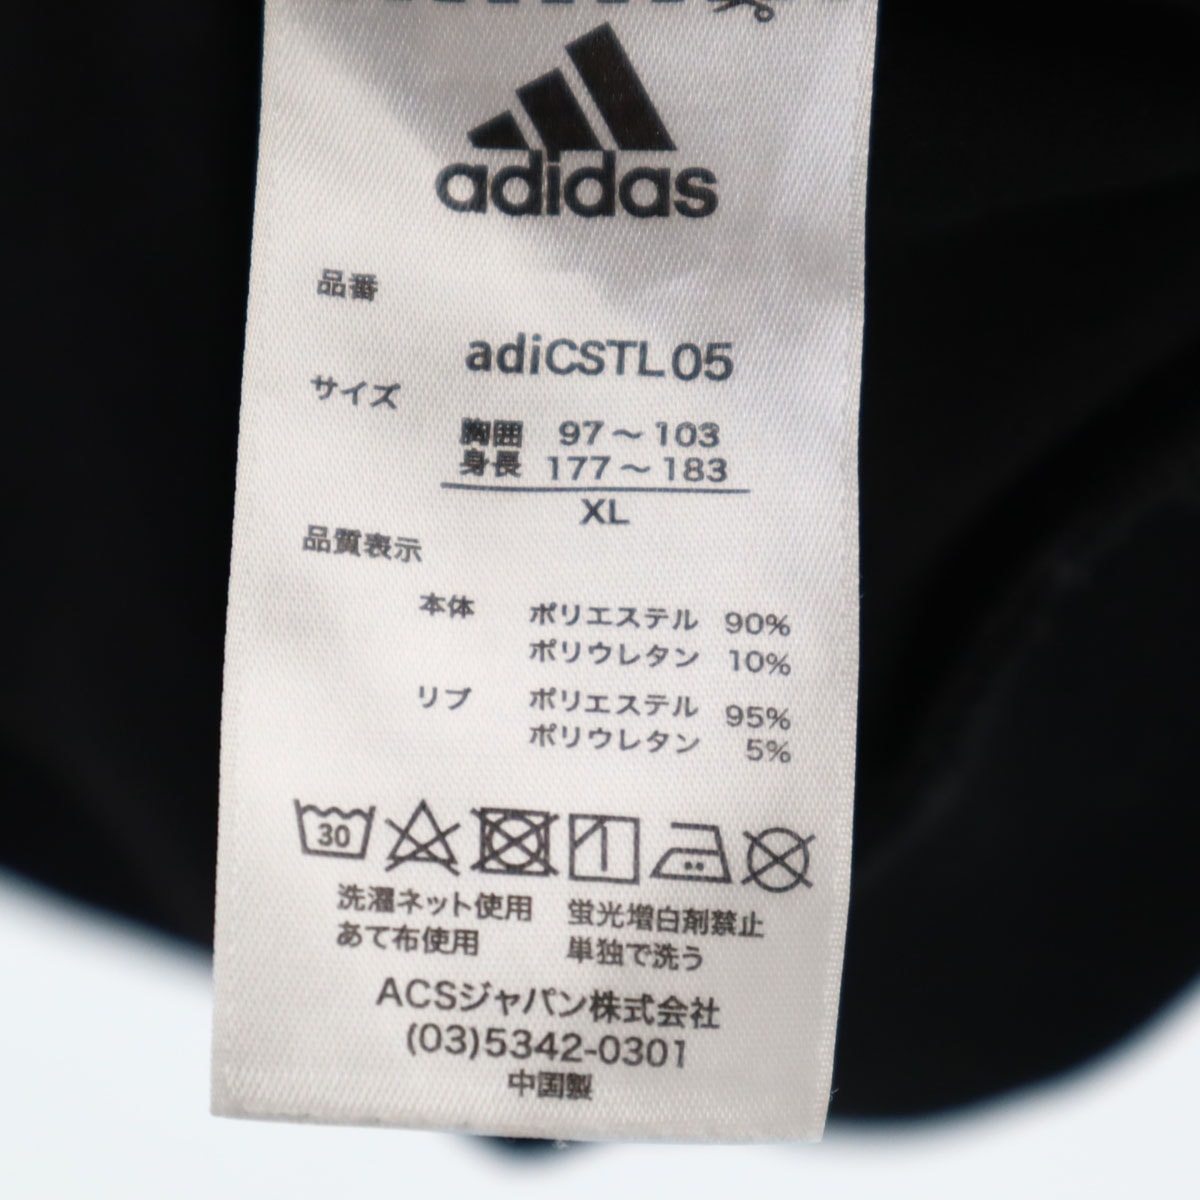 adidas
品番
adiCSTL05
サイズ
胸囲 97～103
身長 177～183
XL
品質表示
本体 ポリエステル 90%
ポリウレタン 10%
リブ ポリエステル 95%
ポリウレタン 5%
30
洗濯ネット使用 蛍光増白剤禁止
あて布使用 単独で洗う
ACSジャパン株式会社
(03)5342-0301
中国製